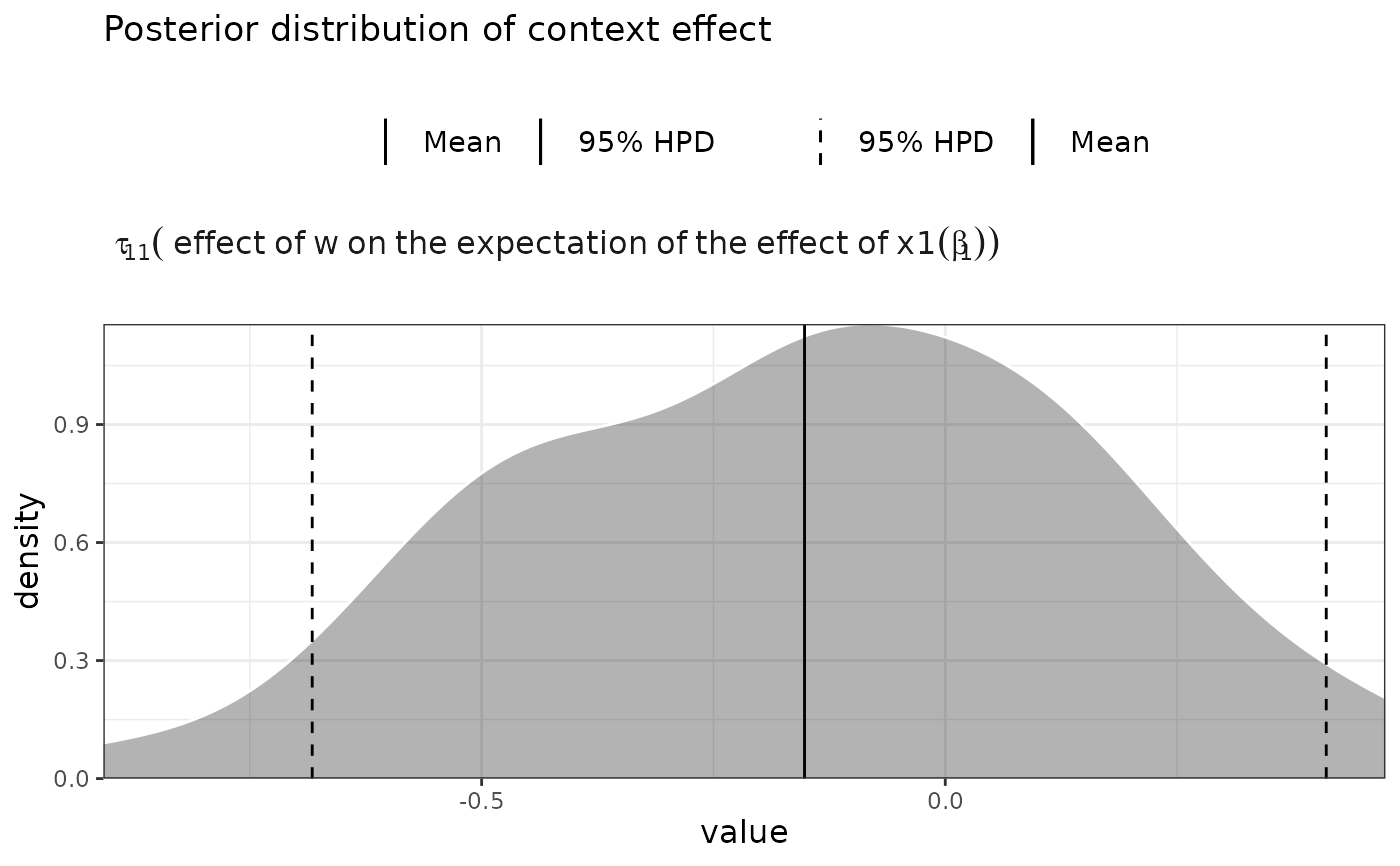 Posterior distribution of context effect
Mean 95% HPD 95% HPD Mean
τ11( effect of w on the expectation of the effect of x1(β1))
0.9
0.6
0.3
0.0
density
-0.5 0.0
value